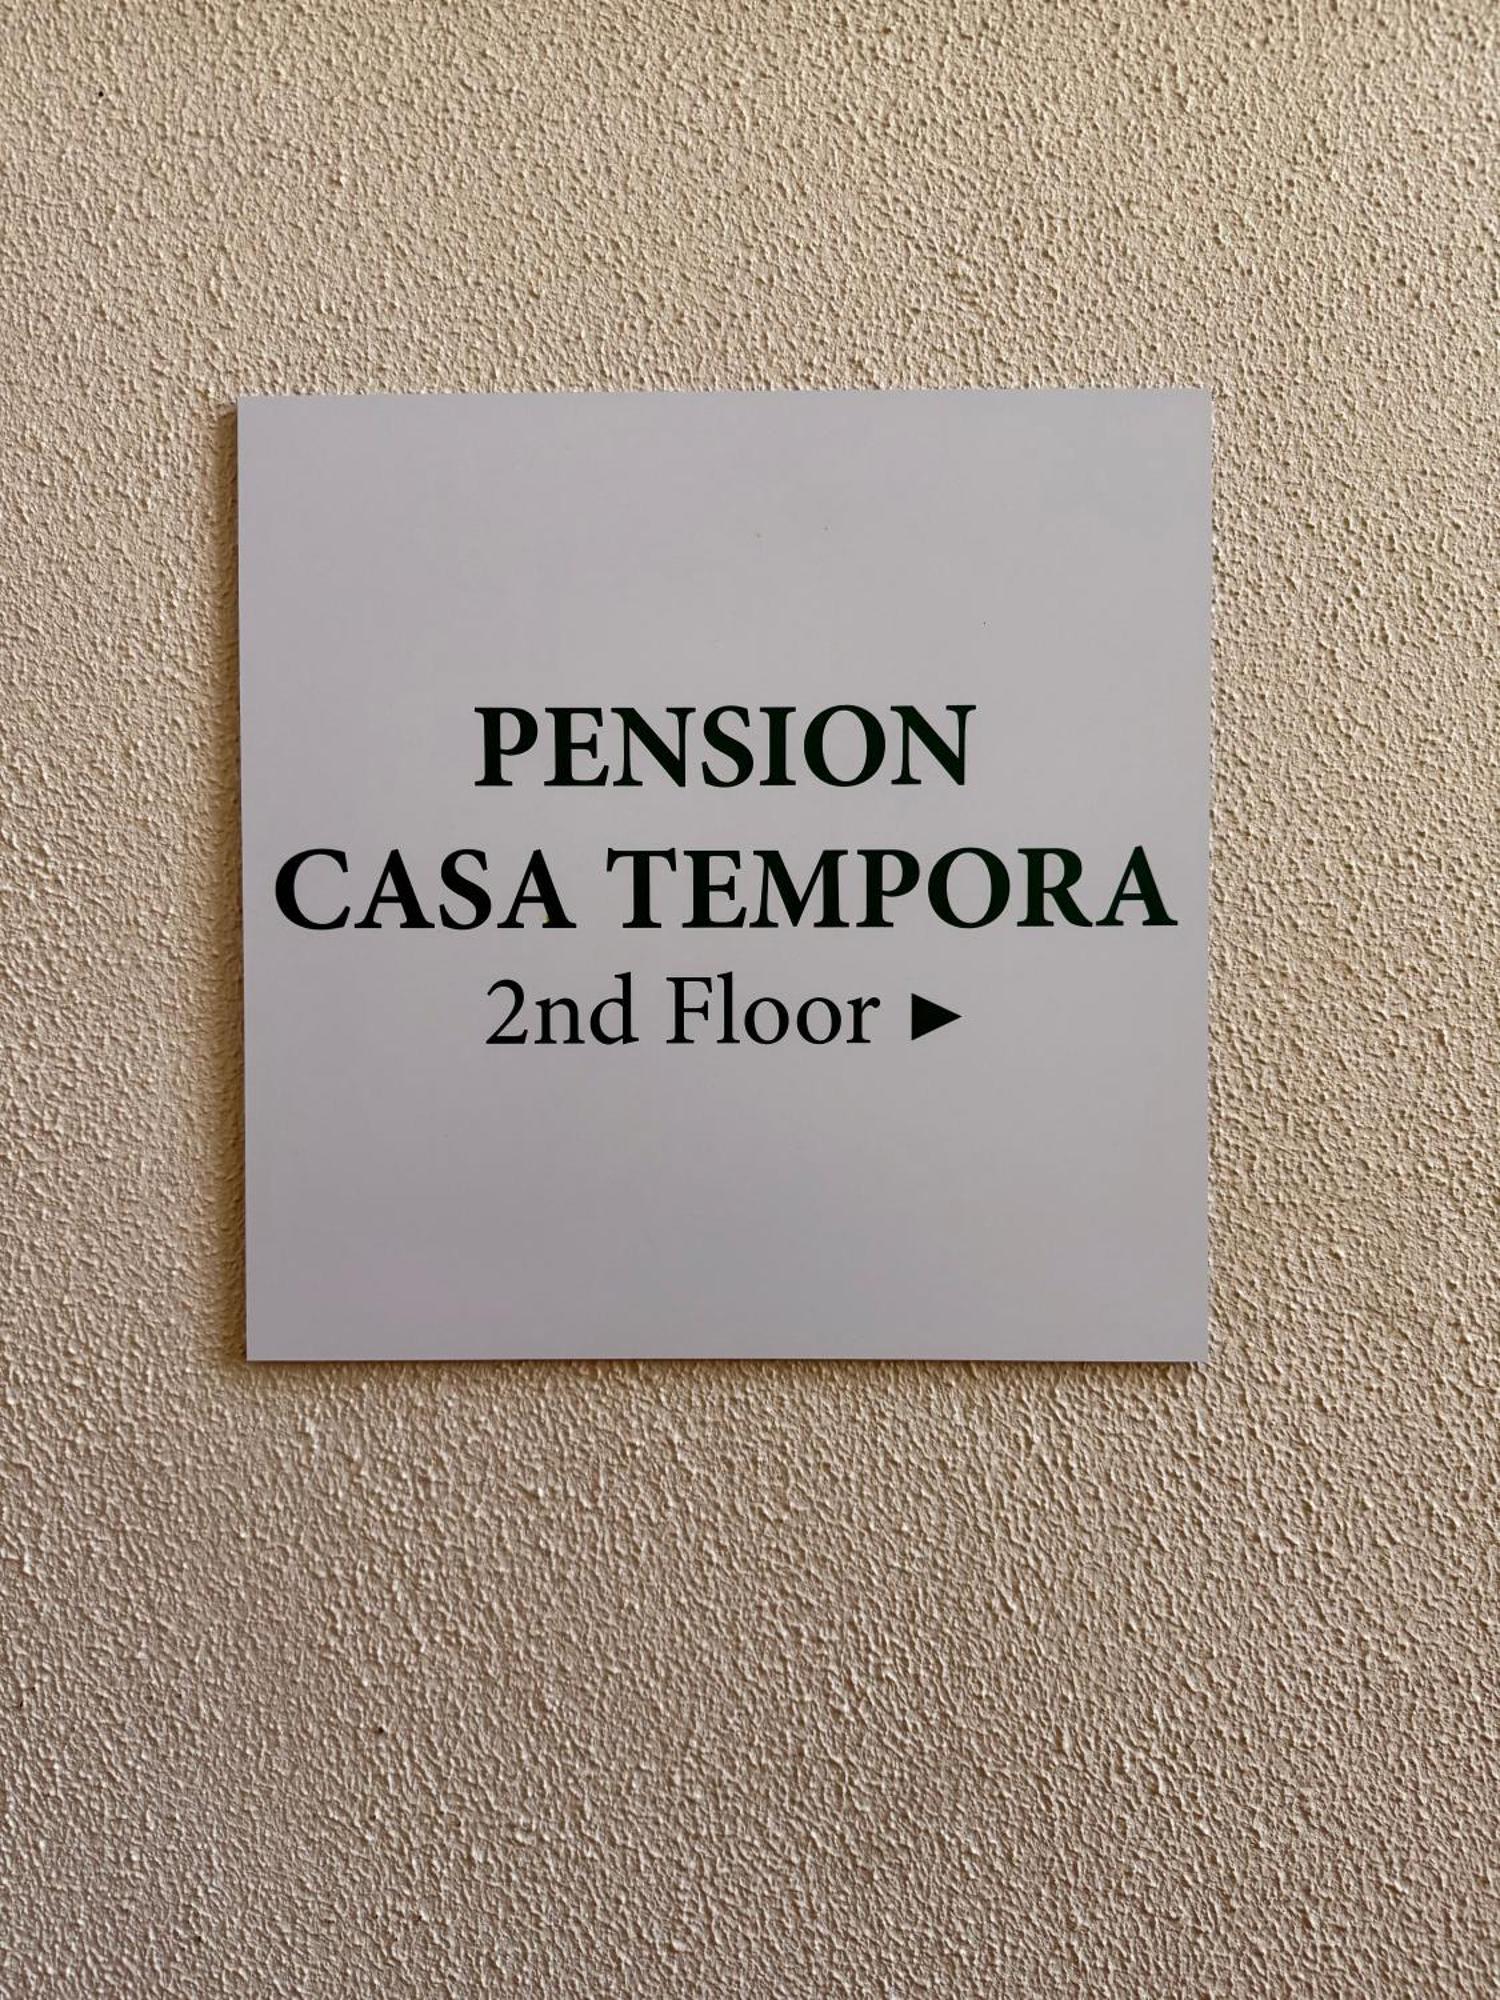 PENSION
CASA TEMPORA
2nd Floor ►